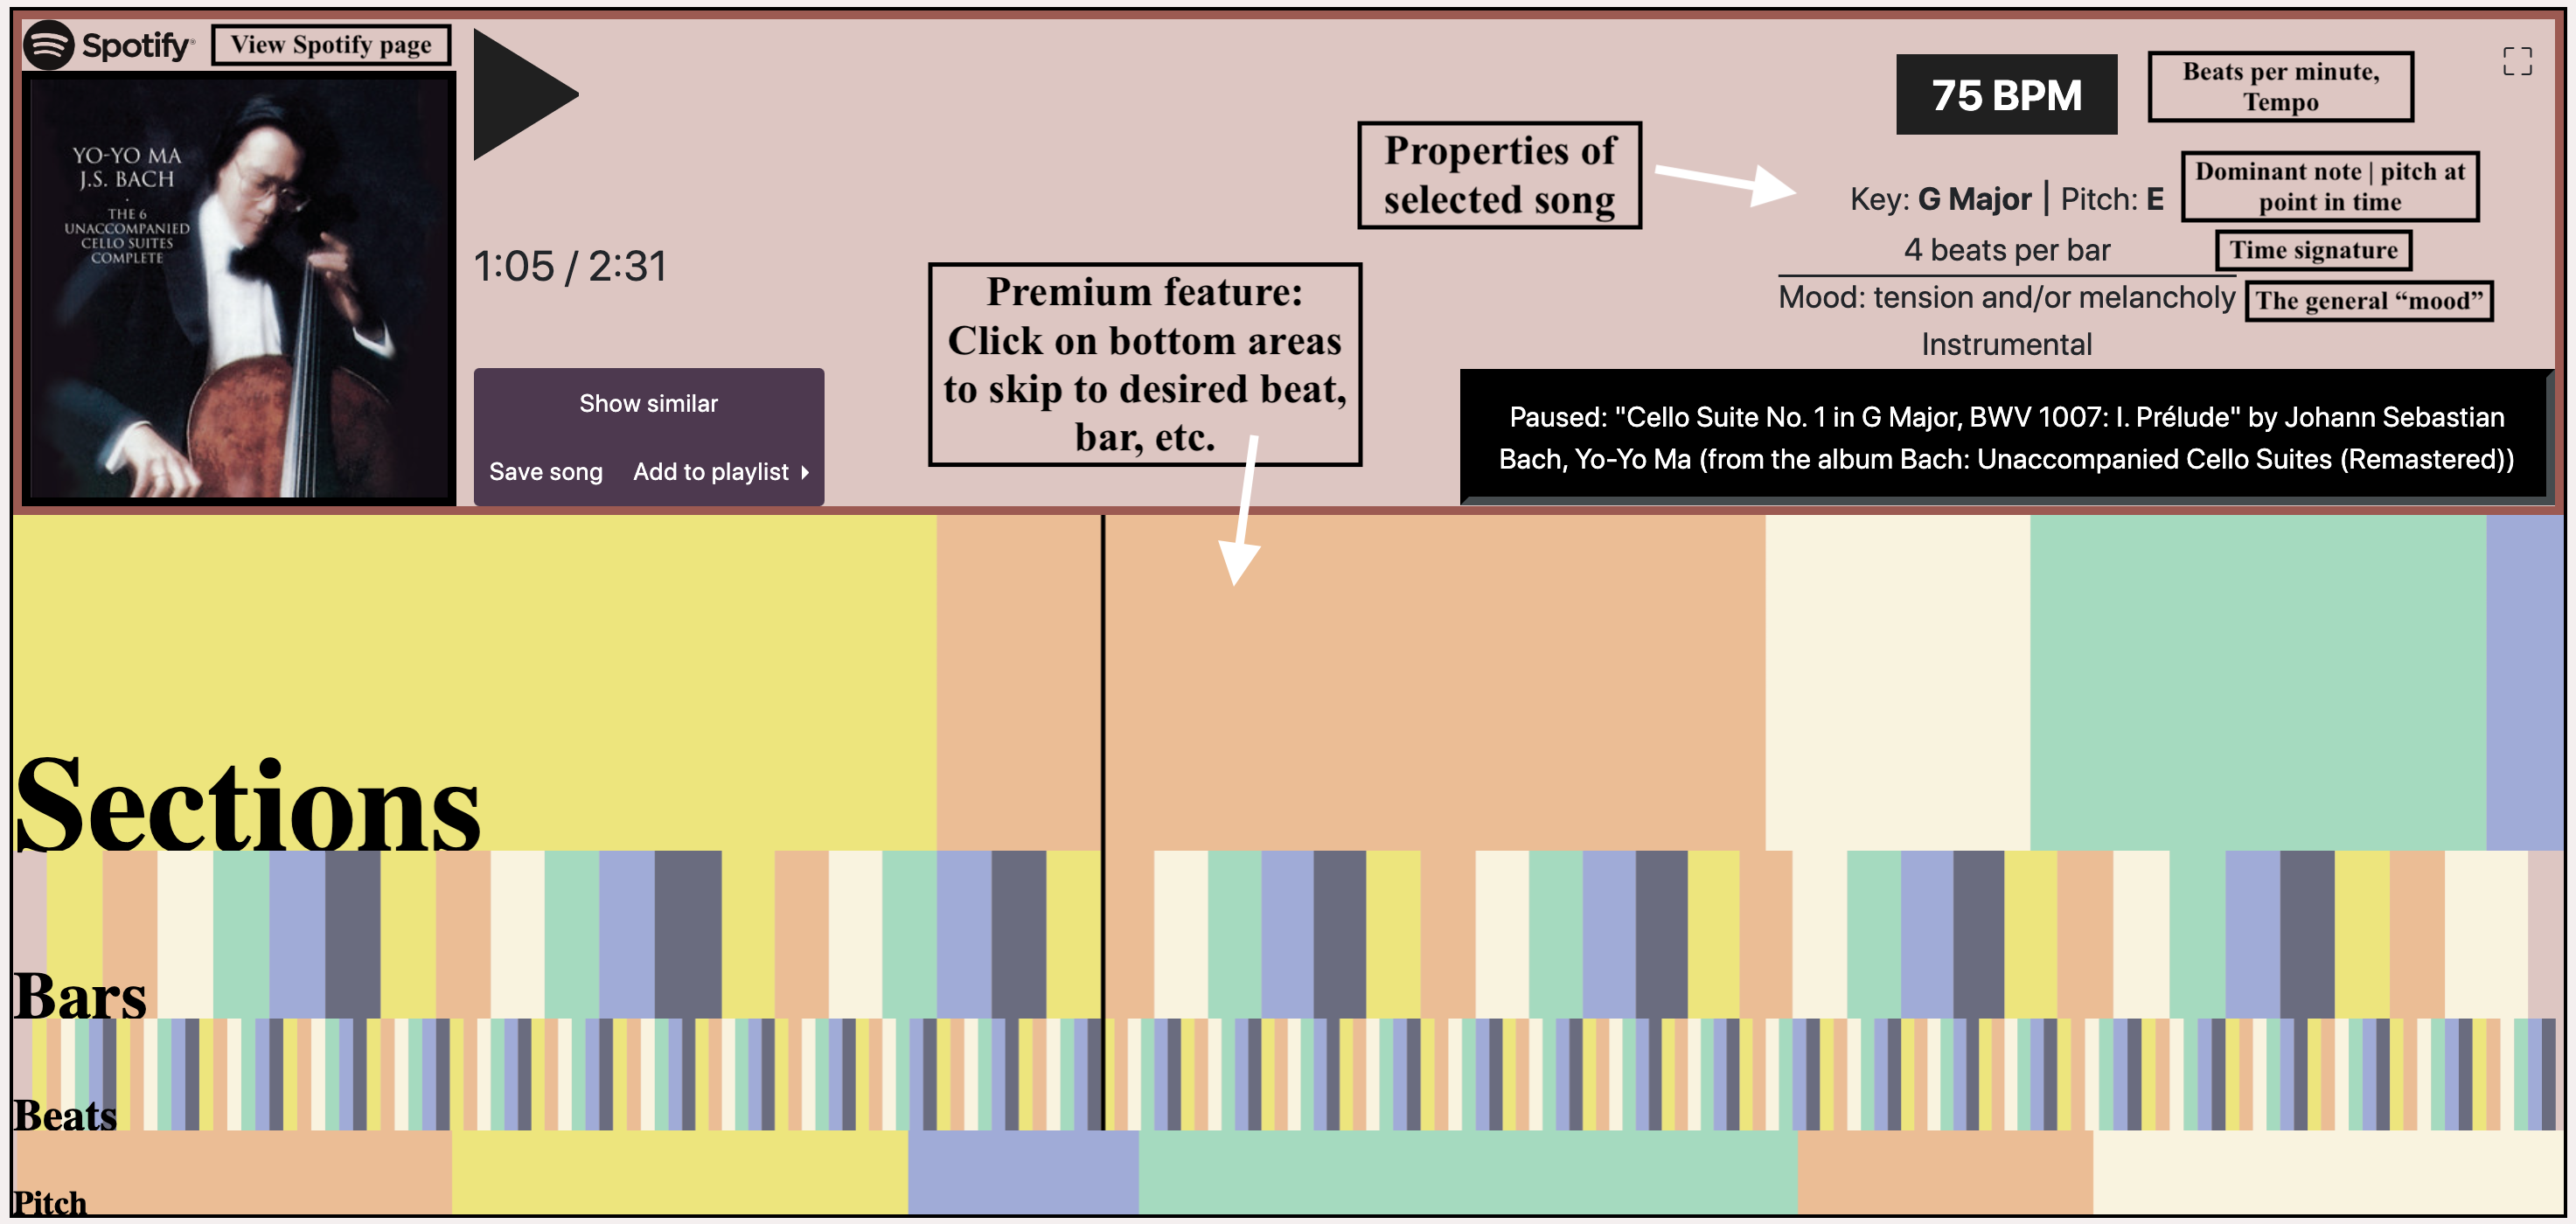 Spotify
View Spotify page
YO-YO MA
J.S. BACH
THE 6
UNACCOMPANIED
CELLO SUITES
COMPLETE
1:05 / 2:31
Show similar
Save song Add to playlist
Premium feature:
Click on bottom areas
to skip to desired beat,
bar, etc.
Properties of
selected song
75 BPM
Beats per minute,
Tempo
Key: G Major | Pitch: E
Dominant note | pitch at
point in time
4 beats per bar
Time signature
Mood: tension and/or melancholy
The general “mood”
Instrumental
Paused: "Cello Suite No. 1 in G Major, BWV 1007: I. Prélude" by Johann Sebastian
Bach, Yo-Yo Ma (from the album Bach: Unaccompanied Cello Suites (Remastered))
Sections
Bars
Beats
Pitch